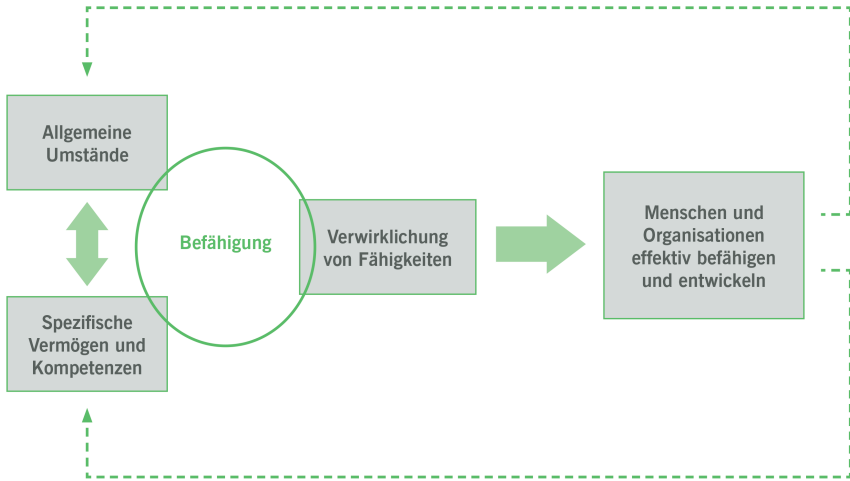 Allgemeine
Umstände
Befähigung
Verwirklichung
von Fähigkeiten
Menschen und
Organisationen
effektiv befähigen
und entwickeln
Spezifische
Vermögen und
Kompetenzen